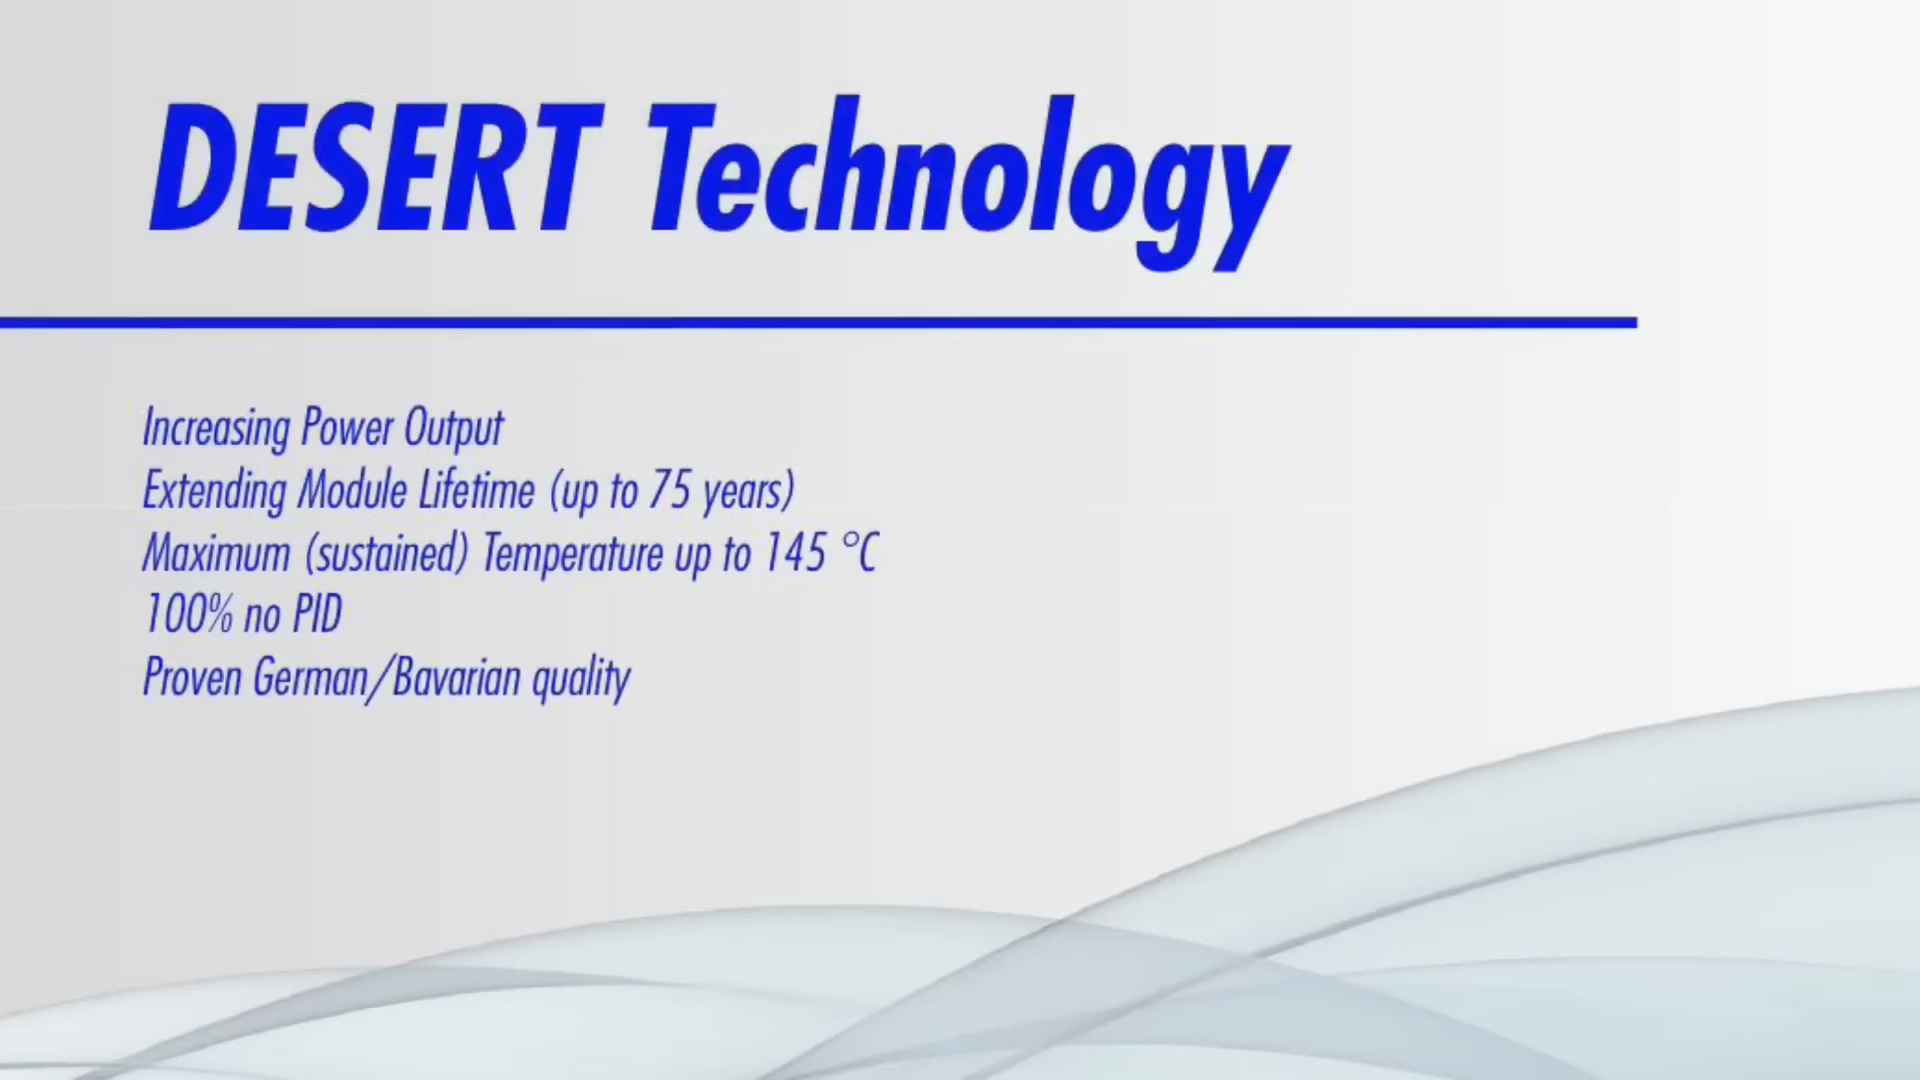 DESERT Technology
Increasing Power Output
Extending Module Lifetime (up to 75 years)
Maximum (sustained) Temperature up to 145 °C
100% no PID
Proven German/Bavarian quality